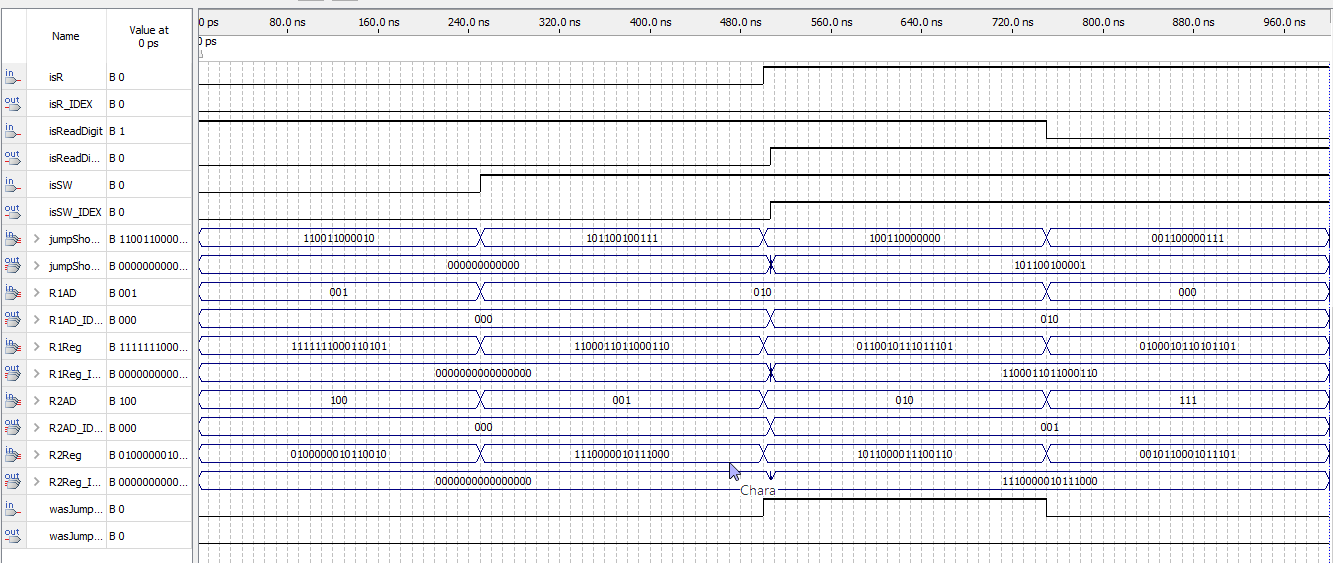 0 ps 80.0 ns 160.0 ns 240.0 ns 320.0 ns 400.0 ns 480.0 ns 560.0 ns 640.0 ns 720.0 ns 800.0 ns 880.0 ns 960.0 ns
Name Value at 0 ps
0 ps
in isR B 0
out isR_IDEX B 0
in isReadDigit B 1
out isReadDi... B 0
in isSW B 0
out isSW_IDEX B 0
in > jumpSho... B 1100110000... 110011000010 101100100111 100110000000 001100000111
out > jumpSho... B 0000000000... 000000000000 101100100001
in > R1AD B 001 001 010 000
out > R1AD_ID... B 000 000 010
in > R1Reg B 1111111000... 1111111000110101 1100011011000110 0110010111011101 0100010110101101
out > R1Reg_I... B 0000000000... 0000000000000000 1100011011000110
in > R2AD B 100 100 001 010 111
out > R2AD_ID... B 000 000 001
in > R2Reg B 0100000010... 0100000010110010 1110000010111000 1011000011100110 0010110001011101
out > R2Reg_I... B 0000000000... 0000000000000000 1110000010111000
Chara
in wasJump... B 0
out wasJump... B 0